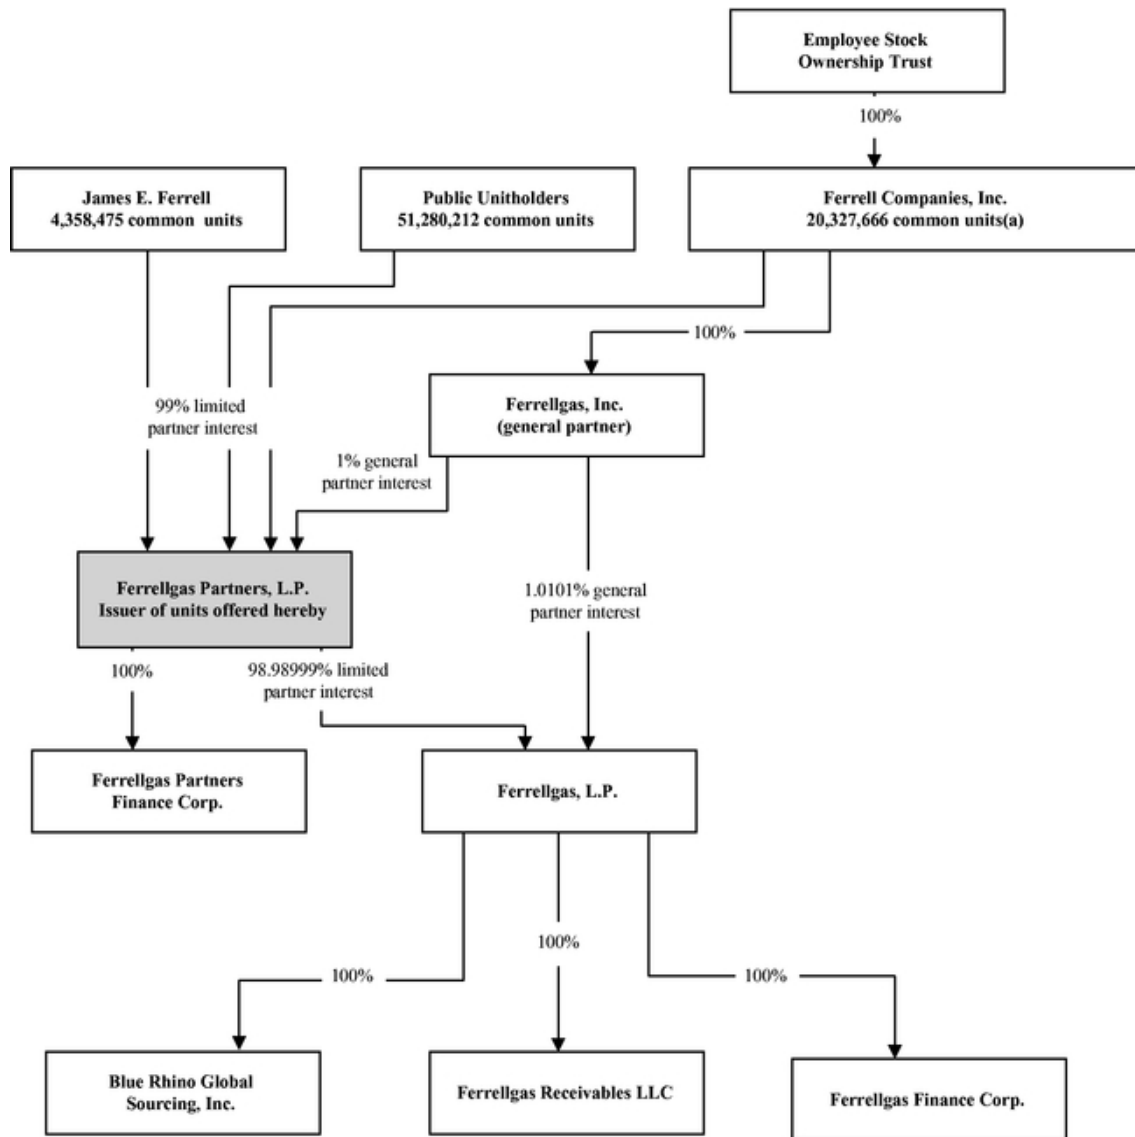 Employee Stock
Ownership Trust
100%
James E. Ferrell
4,358,475 common units
Public Unitholders
51,280,212 common units
Ferrell Companies, Inc.
20,327,666 common units(a)
100%
99% limited
partner interest
Ferrellgas, Inc.
(general partner)
1% general
partner interest
Ferrellgas Partners, L.P.
Issuer of units offered hereby
1.0101% general
partner interest
100%
98.98999% limited
partner interest
Ferrellgas Partners
Finance Corp.
Ferrellgas, L.P.
100%
100%
100%
Blue Rhino Global
Sourcing, Inc.
Ferrellgas Receivables LLC
Ferrellgas Finance Corp.